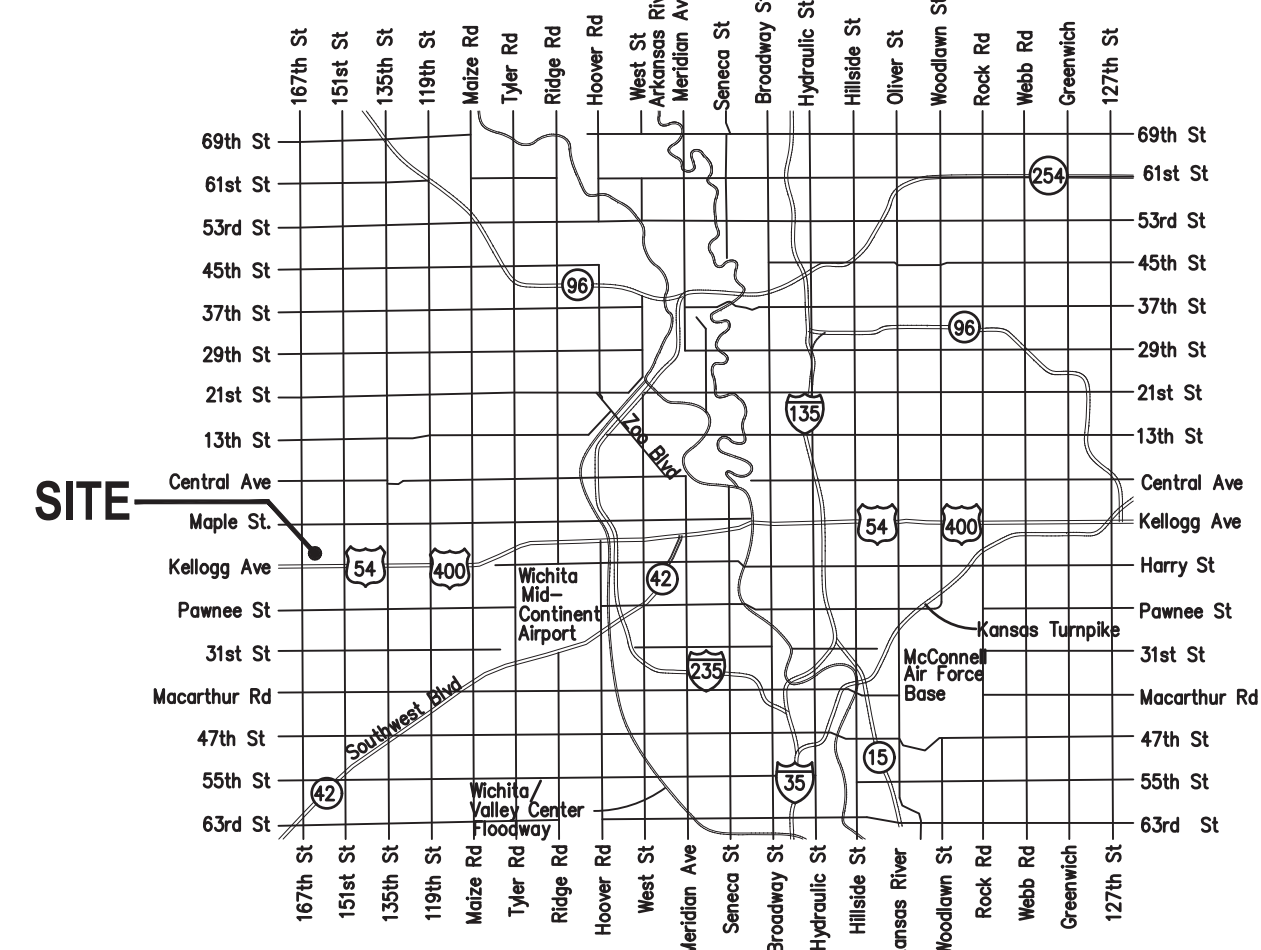 167th St
151st St
135th St
119th St
Maize Rd
Tyler Rd
Ridge Rd
Hoover Rd
West St
Arkansas Riv
Meridian Av
Seneca St
Broadway S
Hydraulic St
Hillside St
Oliver St
Woodlawn St
Rock Rd
Webb Rd
Greenwich
127th St
69th St
69th St
61st St
254
61st St
53rd St
53rd St
45th St
45th St
96
37th St
37th St
96
29th St
29th St
21st St
21st St
135
Zoo Blvd
13th St
13th St
Central Ave
Central Ave
SITE
Maple St.
54
400
Kellogg Ave
Kellogg Ave
54
400
Harry St
Wichita
Mid-
Continent
Airport
42
Pawnee St
Pawnee St
Kansas Turnpike
31st St
31st St
McConnell
Air Force
Base
235
Macarthur Rd
Macarthur Rd
Southwest Blvd
47th St
47th St
15
55th St
55th St
35
42
Wichita/
Valley Center
Floodway
63rd St
63rd St
167th St
151st St
135th St
119th St
Maize Rd
Tyler Rd
Ridge Rd
Hoover Rd
West St
Meridian Ave
Seneca St
Broadway St
Hydraulic St
Hillside St
ansas River
Woodlawn St
Rock Rd
Webb Rd
Greenwich
127th St